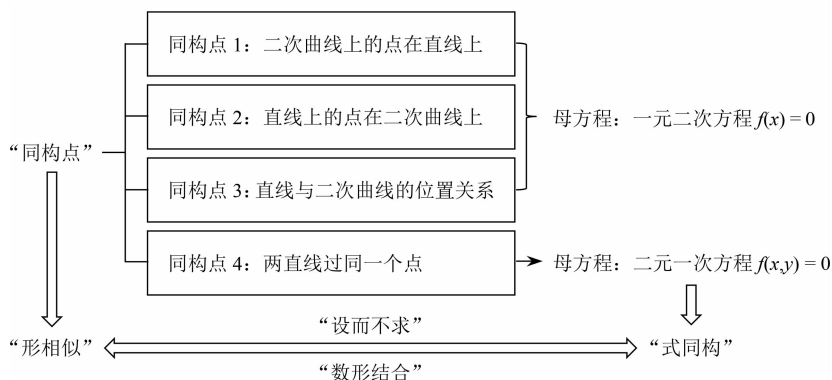 同构点 1：二次曲线上的点在直线上
同构点 2：直线上的点在二次曲线上
母方程：一元二次方程 f(x) = 0
“同构点”
同构点 3：直线与二次曲线的位置关系
同构点 4：两直线过同一个点
母方程：二元一次方程 f(x,y) = 0
“设而不求”
“形相似”
“式同构”
“数形结合”